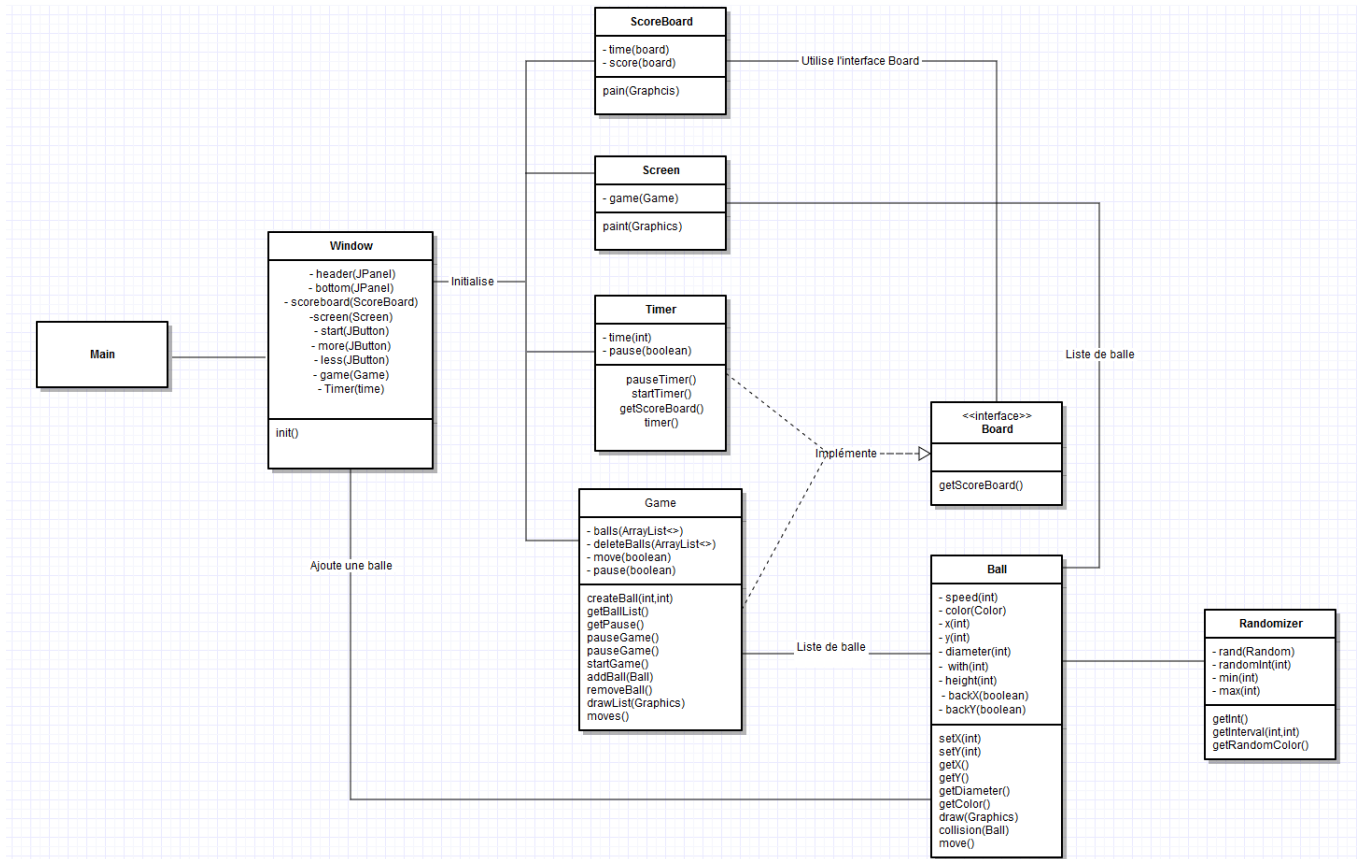 ScoreBoard
- time(board)
- score(board)
pain(Graphcis)
Utilise l'interface Board
Screen
- game(Game)
paint(Graphics)
Window
- header(JPanel)
- bottom(JPanel)
- scoreboard(ScoreBoard)
-screen(Screen)
- start(JButton)
- more(JButton)
- less(JButton)
- game(Game)
- Timer(time)
init()
Initialise
Main
Timer
- time(int)
- pause(boolean)
pauseTimer()
startTimer()
getScoreBoard()
timer()
Liste de balle
<<interface>>
Board
getScoreBoard()
Implémente
Game
- balls(ArrayList<>)
- deleteBalls(ArrayList<>)
- move(boolean)
- pause(boolean)
createBall(int,int)
getBallList()
getPause()
pauseGame()
pauseGame()
startGame()
addBall(Ball)
removeBall()
drawList(Graphics)
moves()
Ajoute une balle
Liste de balle
Ball
- speed(int)
- color(Color)
- x(int)
- y(int)
- diameter(int)
- with(int)
- height(int)
- backX(boolean)
- backY(boolean)
setX(int)
setY(int)
getX()
getY()
getDiameter()
getColor()
draw(Graphics)
collision(Ball)
move()
Randomizer
- rand(Random)
- randomInt(int)
- min(int)
- max(int)
getInt()
getInterval(int,int)
getRandomColor()